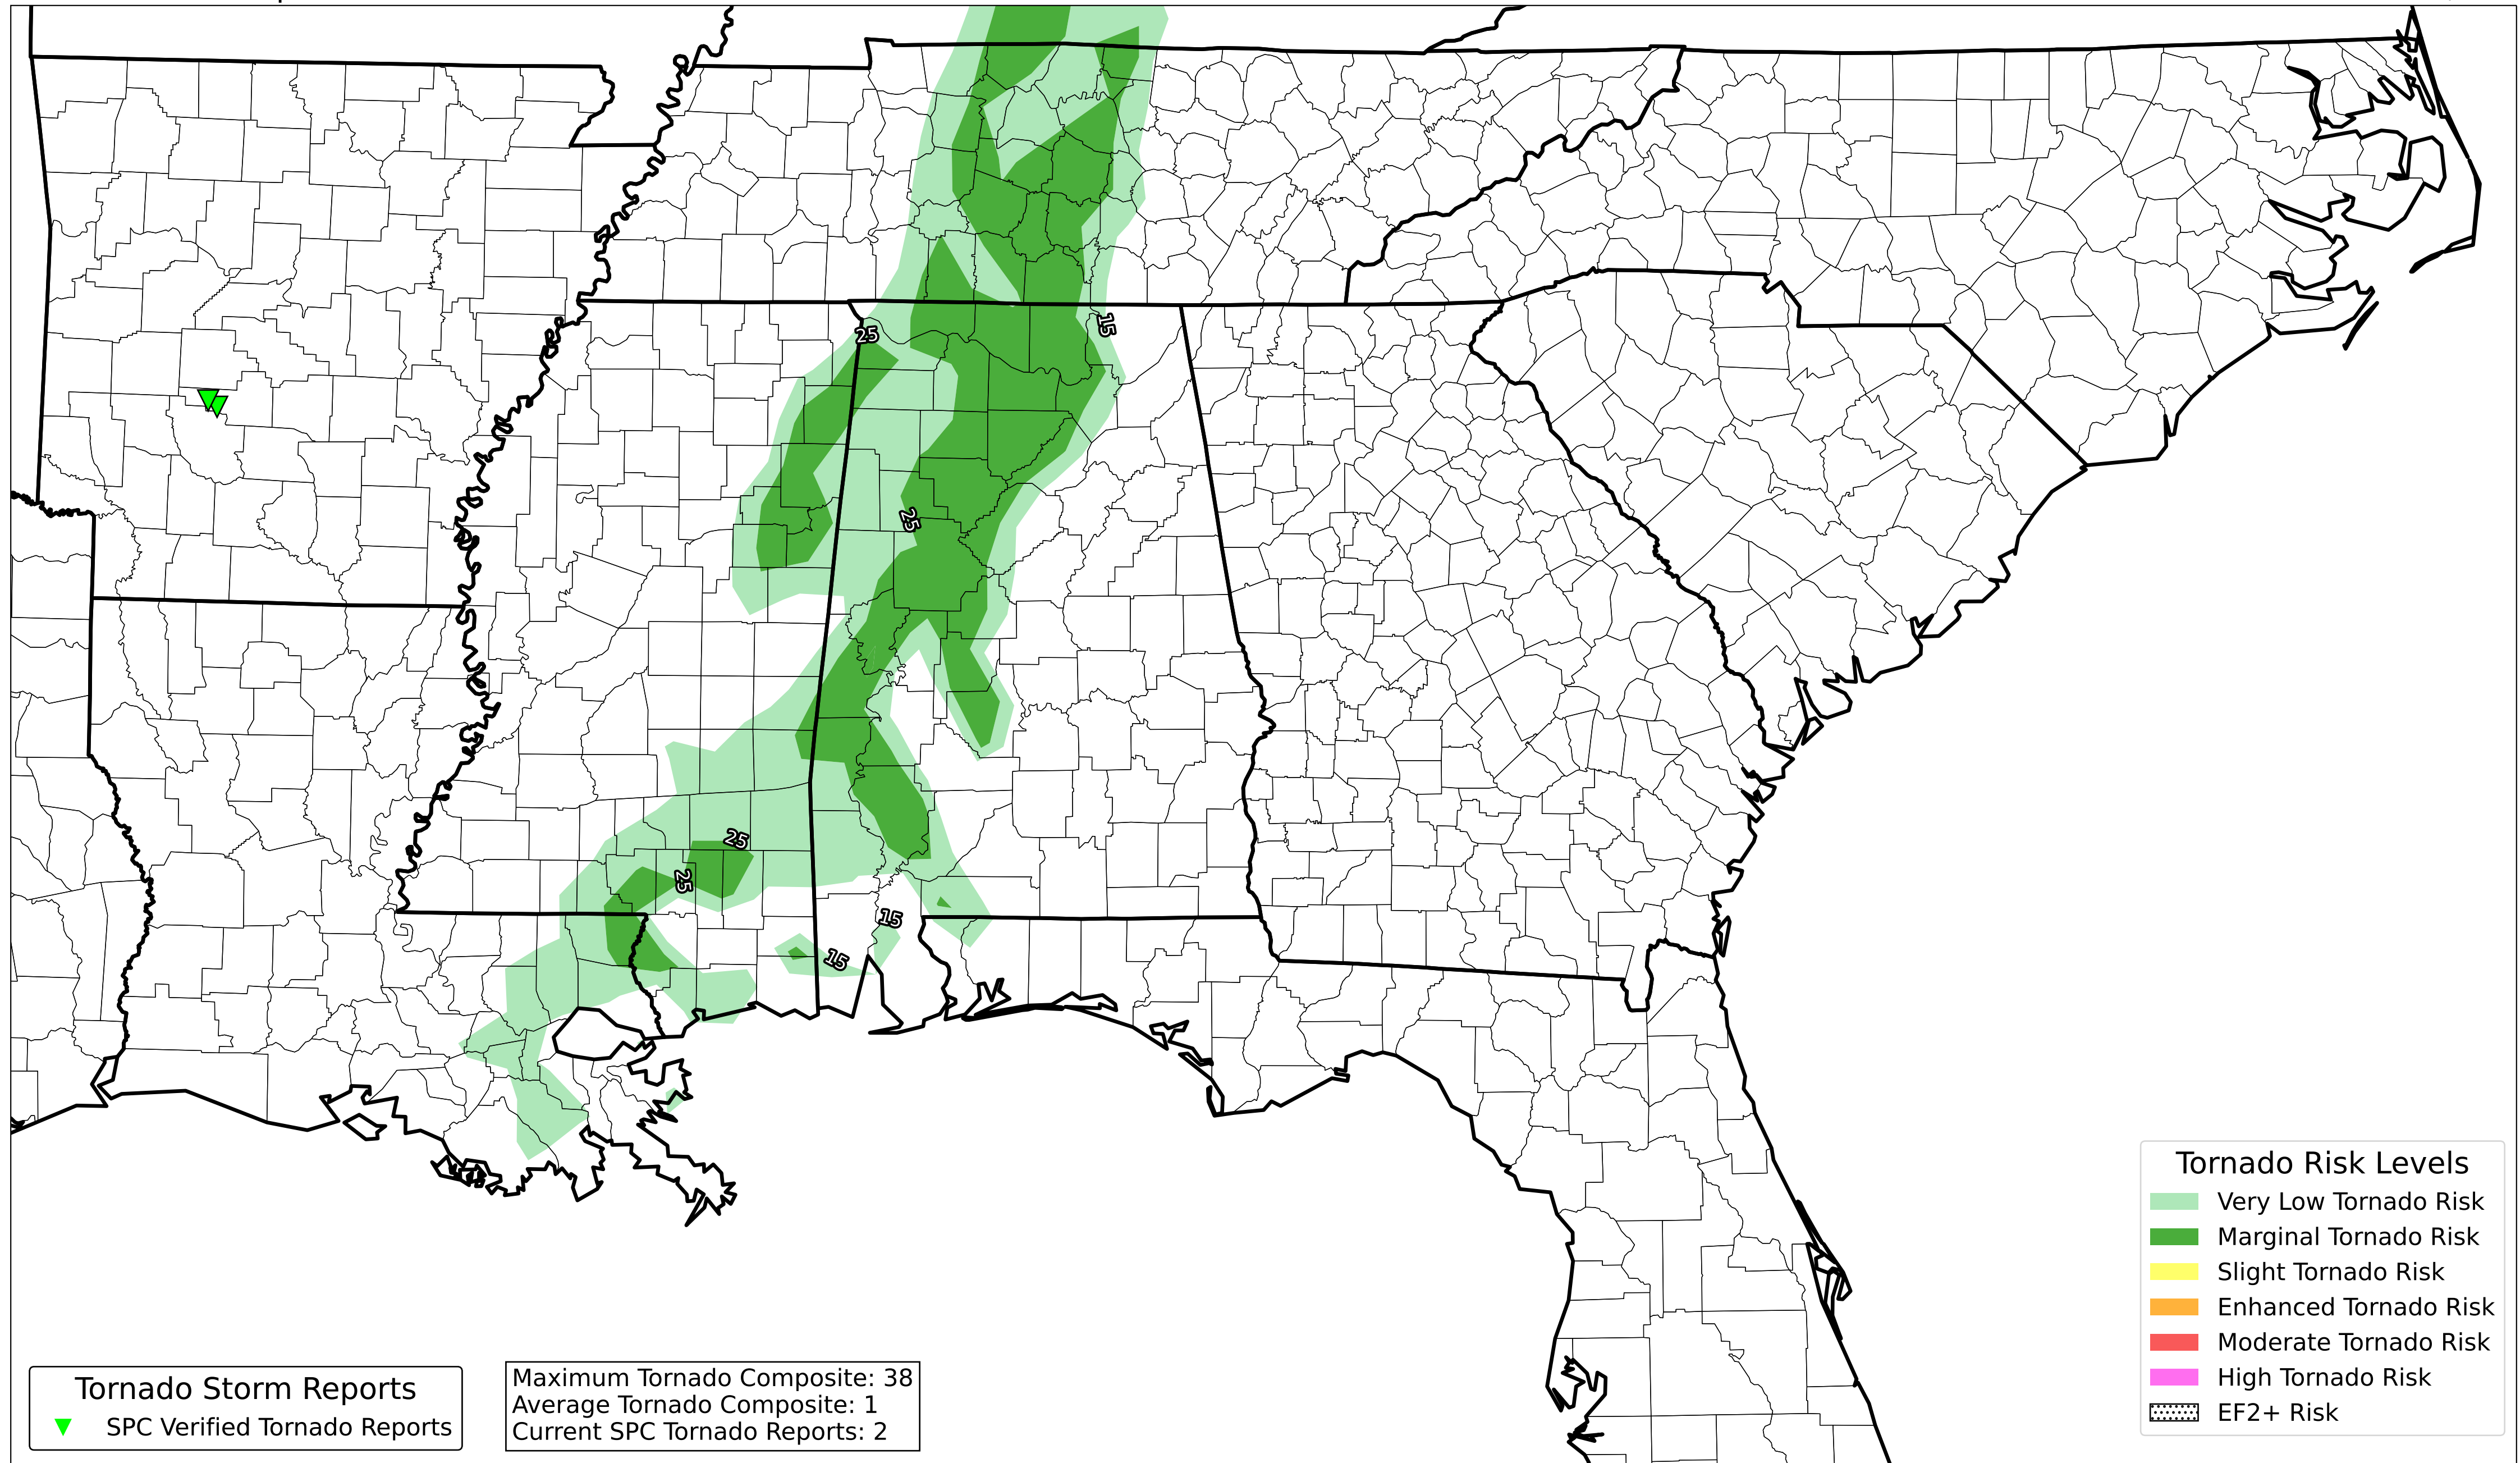 25
15
25
25
25
15
15
Tornado Risk Levels
Very Low Tornado Risk
Marginal Tornado Risk
Slight Tornado Risk
Enhanced Tornado Risk
Moderate Tornado Risk
High Tornado Risk
EF2+ Risk
Tornado Storm Reports
SPC Verified Tornado Reports
Maximum Tornado Composite: 38
Average Tornado Composite: 1
Current SPC Tornado Reports: 2